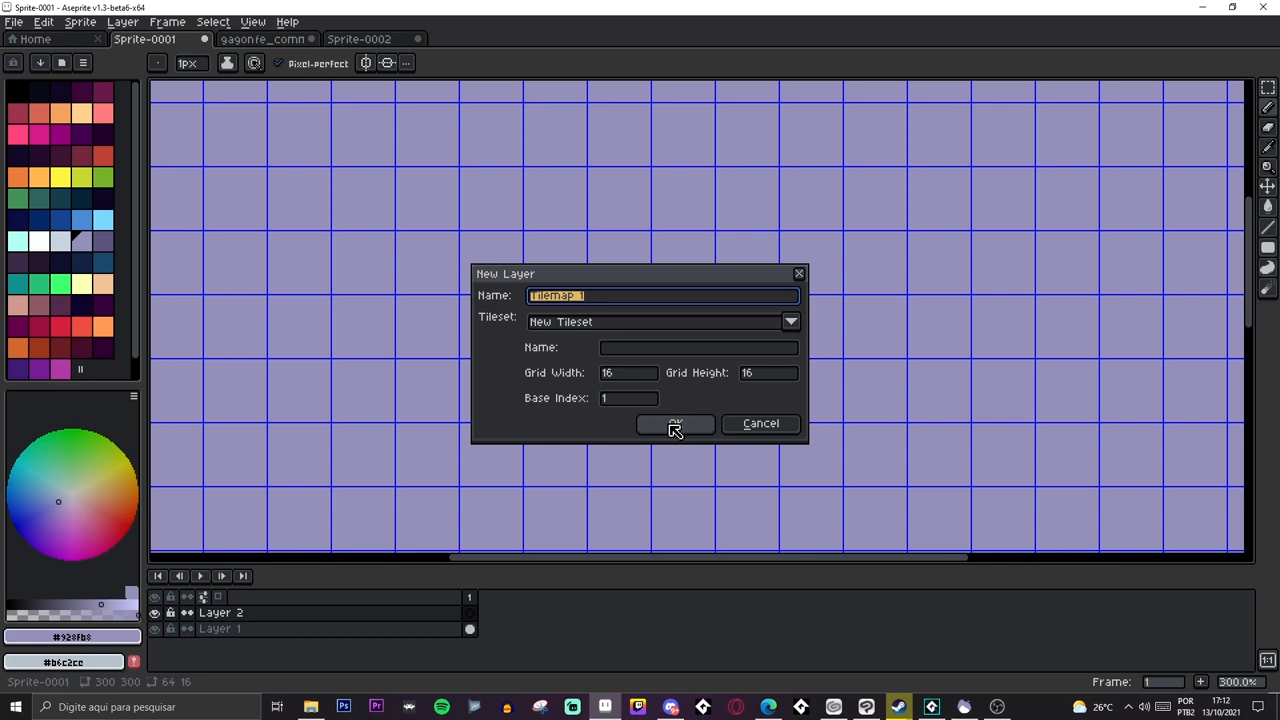 Sprite-0001 - Aseprite v1.3-beta6-x64
File Edit Sprite Layer Frame Select View Help
Home Sprite-0001 Sprite-0002
1px Pixel-perfect
New Layer
Name: Tilemap 1
Tileset: New Tileset
Name:
Grid Width: 16 Grid Height: 16
Base Index: 1
Cancel
1
Layer 2
Layer 1
#928fb8
#b6c2ce
Sprite-0001 300 300 64 16
Frame: 1 300.0%
1:1
Digite aqui para pesquisar
26°C
POR
PTB2
17:12
13/10/2021